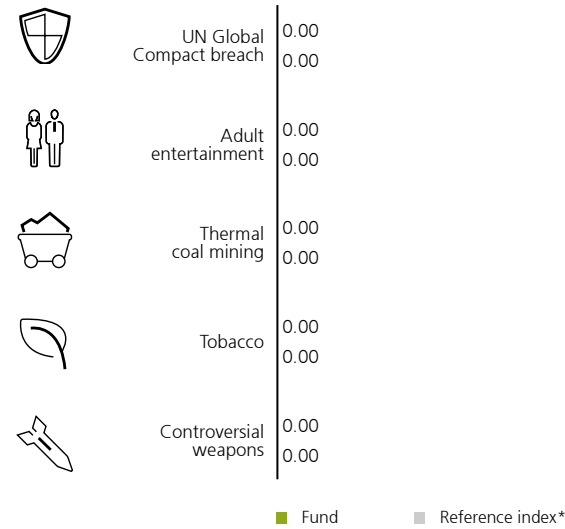 UN Global
Compact breach
0.00
0.00
Adult
entertainment
0.00
0.00
Thermal
coal mining
0.00
0.00
Tobacco
0.00
0.00
Controversial
weapons
0.00
0.00
Fund
Reference index*